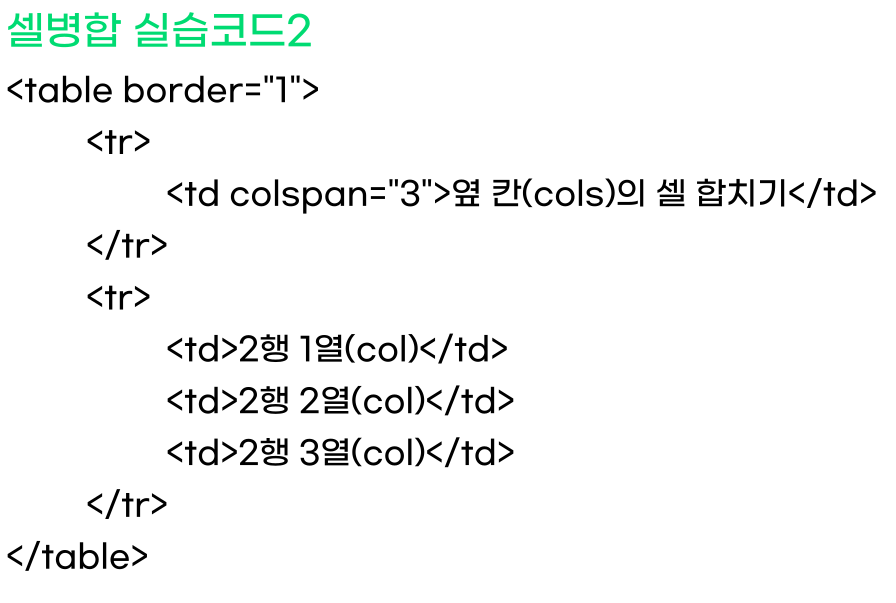 셀병합 실습코드2
<table border="1">
<tr>
<td colspan="3">옆 칸(cols)의 셀 합치기</td>
</tr>
<tr>
<td>2행 1열(col)</td>
<td>2행 2열(col)</td>
<td>2행 3열(col)</td>
</tr>
</table>